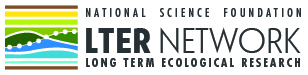 NATIONAL SCIENCE FOUNDATION
LTER NETWORK
LONG TERM ECOLOGICAL RESEARCH